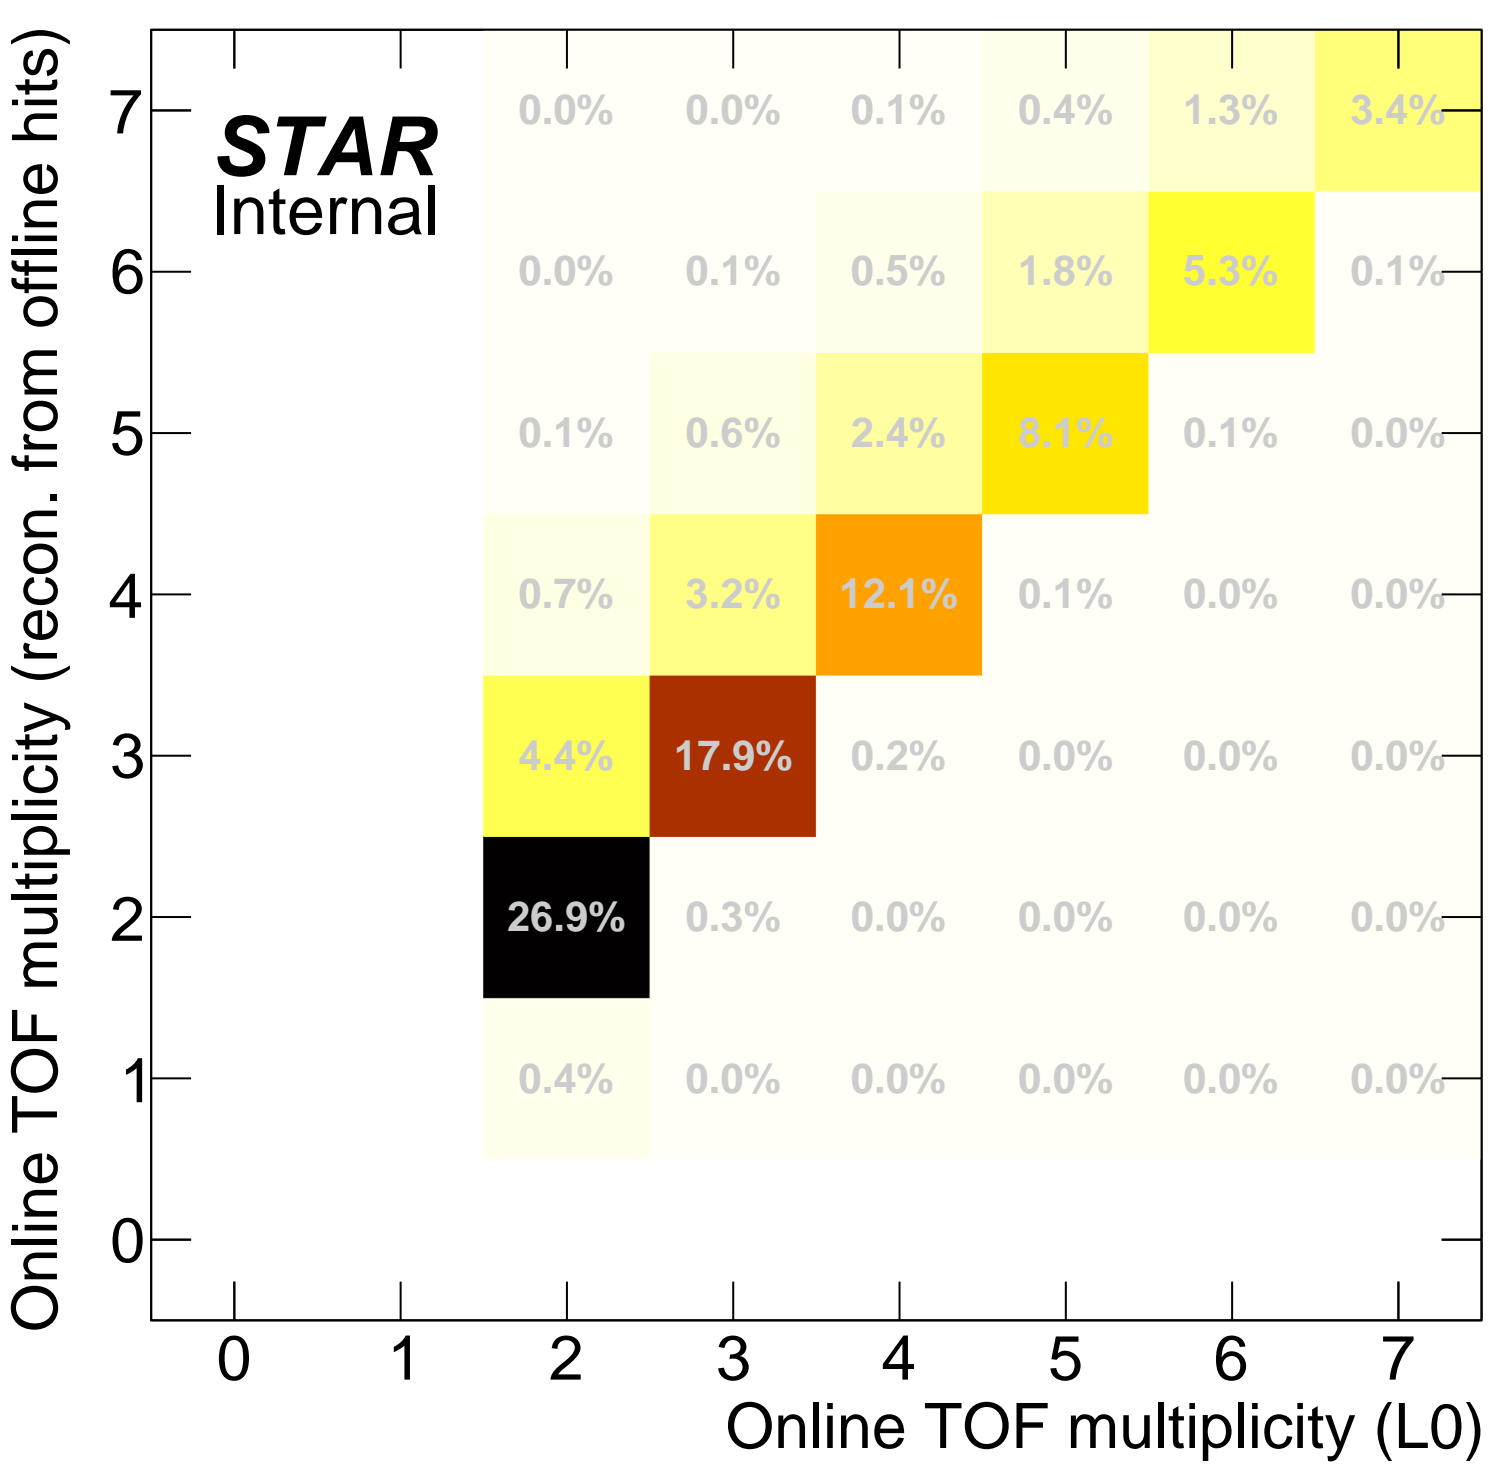 Online TOF multiplicity (recon. from offline hits)
STAR
Internal
7 0.0% 0.0% 0.1% 0.4% 1.3% 3.4%
6 0.0% 0.1% 0.5% 1.8% 5.3% 0.1%
5 0.1% 0.6% 2.4% 8.1% 0.1% 0.0%
4 0.7% 3.2% 12.1% 0.1% 0.0% 0.0%
3 4.4% 17.9% 0.2% 0.0% 0.0% 0.0%
2 26.9% 0.3% 0.0% 0.0% 0.0% 0.0%
1 0.4% 0.0% 0.0% 0.0% 0.0% 0.0%
0
0 1 2 3 4 5 6 7
Online TOF multiplicity (L0)